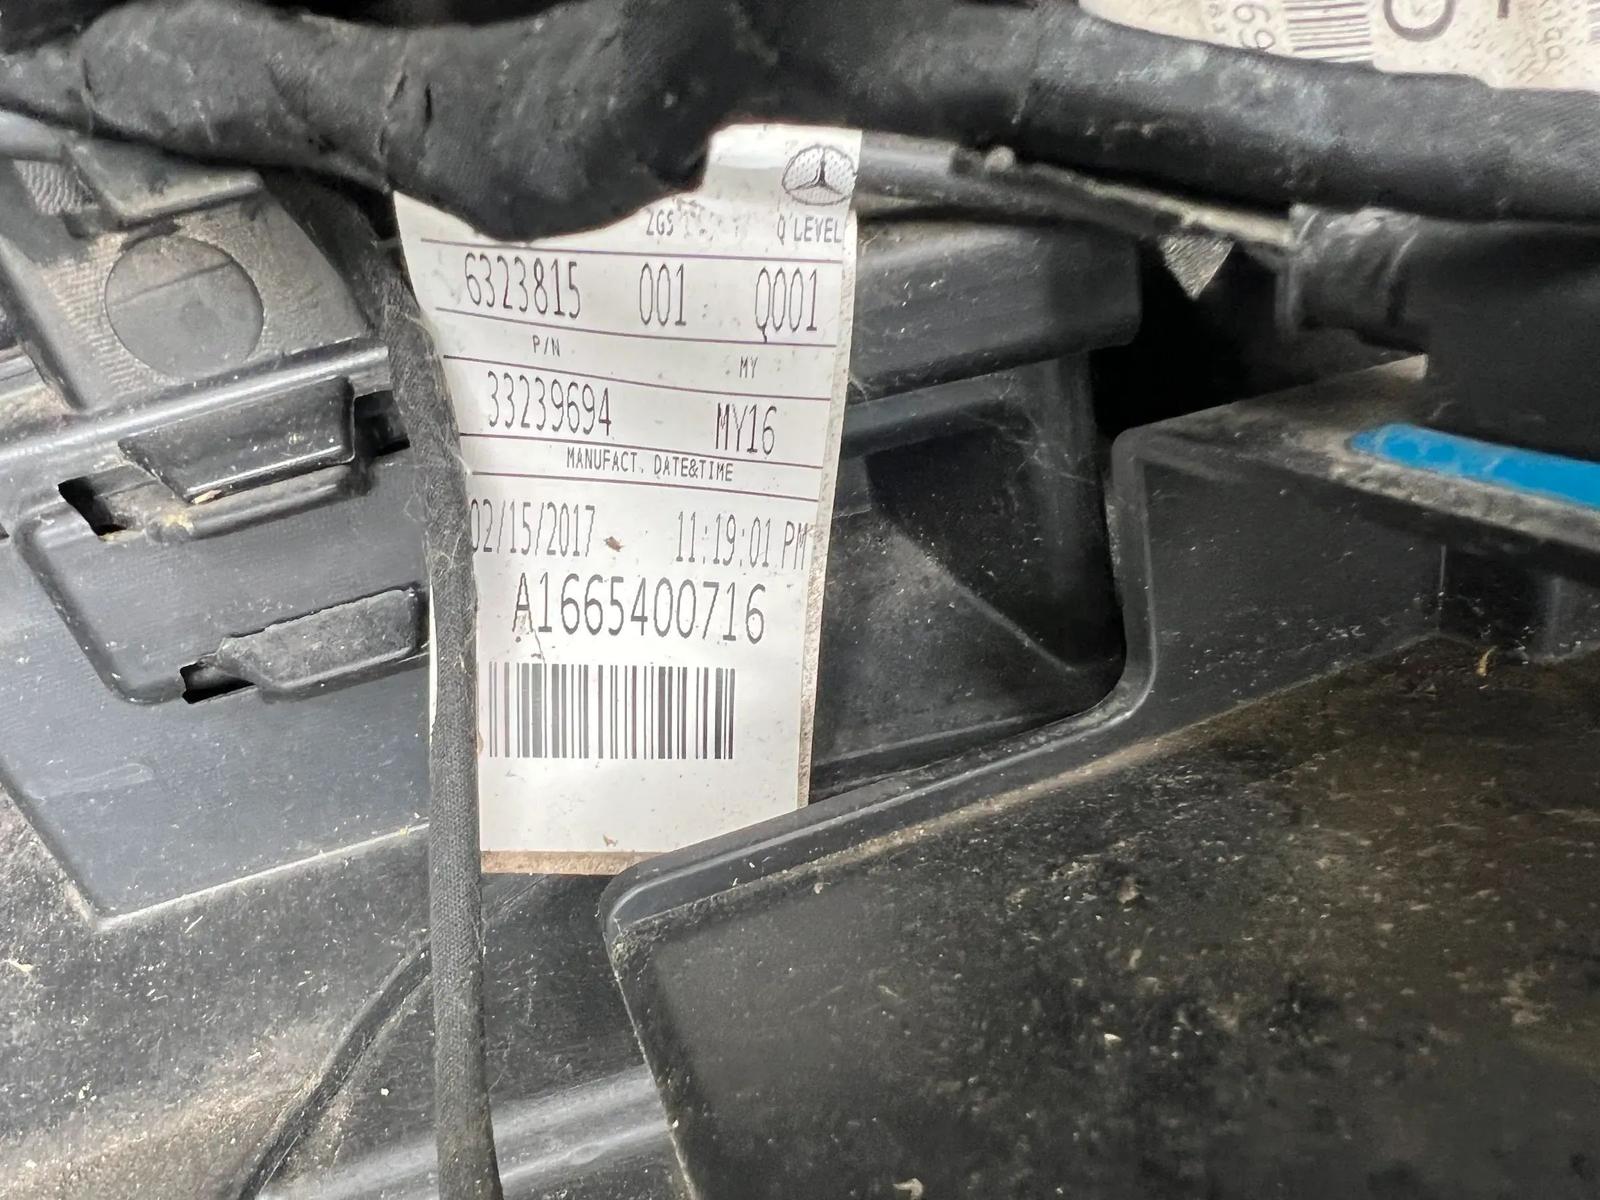 ZGS Q LEVEL
6323815 001 Q001
P/N MY
33239694 MY16
MANUFACT. DATE&TIME
02/15/2017 11:19:01 PM
A1665400716